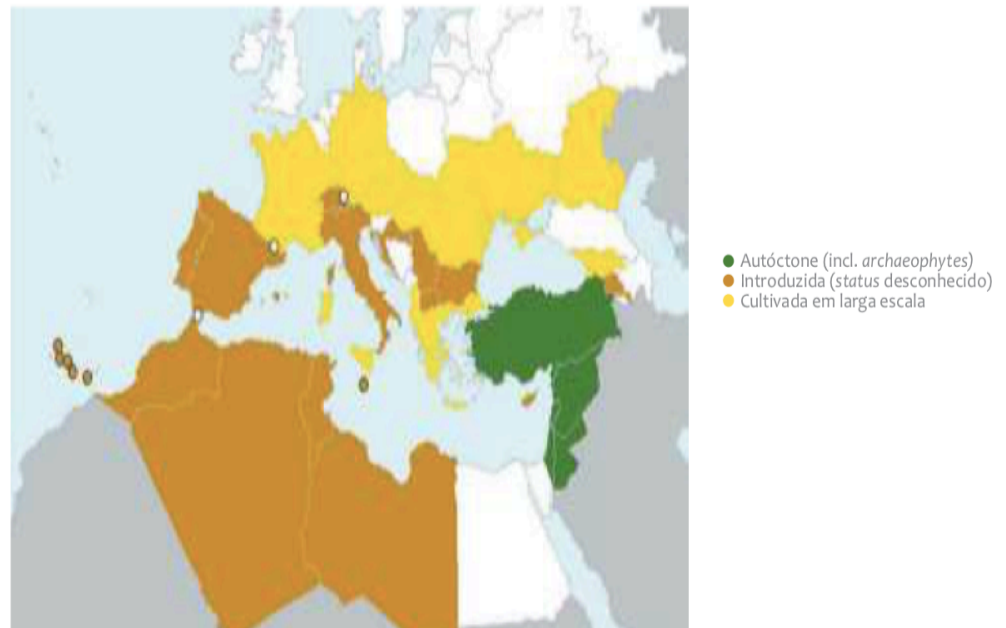 Autóctone (incl. archaeophytes)
Introduzida (status desconhecido)
Cultivada em larga escala